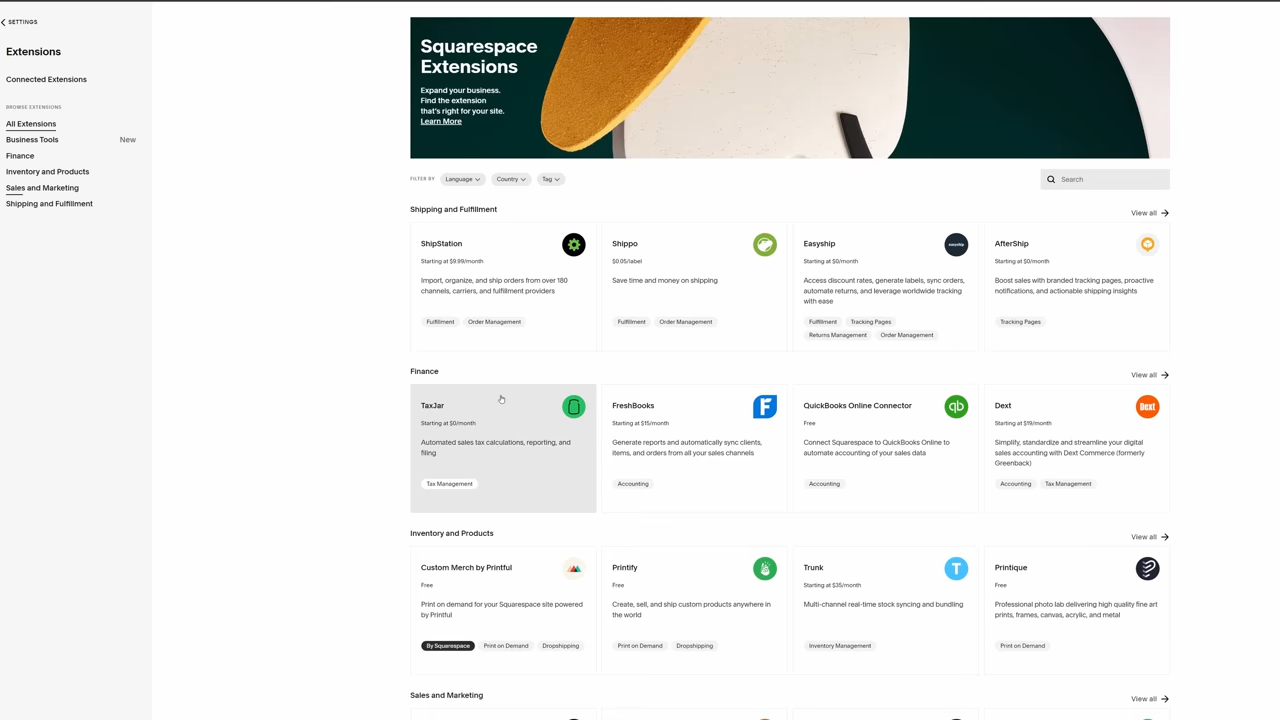 SETTINGS
Extensions
Connected Extensions
BROWSE EXTENSIONS
All Extensions
Business Tools New
Finance
Inventory and Products
Sales and Marketing
Shipping and Fulfillment
Squarespace
Extensions
Expand your business.
Find the extension
that's right for your site.
Learn More
FILTER BY Language Country Tag Search
Shipping and Fulfillment View all
ShipStation
Starting at $9.99/month
Import, organize, and ship orders from over 180
channels, carriers, and fulfillment providers
Fulfillment Order Management
Shippo
$0.05/label
Save time and money on shipping
Fulfillment Order Management
Easyship
easyship
Starting at $0/month
Access discount rates, generate labels, sync orders,
automate returns, and leverage worldwide tracking
with ease
Fulfillment Tracking Pages
Returns Management Order Management
AfterShip
Starting at $0/month
Boost sales with branded tracking pages, proactive
notifications, and actionable shipping insights
Tracking Pages
Finance View all
TaxJar
Starting at $0/month
Automated sales tax calculations, reporting, and
filing
Tax Management
FreshBooks
F
Starting at $15/month
Generate reports and automatically sync clients,
items, and orders from all your sales channels
Accounting
QuickBooks Online Connector
qb
Free
Connect Squarespace to QuickBooks Online to
automate accounting of your sales data
Accounting
Dext
Dext
Starting at $19/month
Simplify, standardize and streamline your digital
sales accounting with Dext Commerce (formerly
Greenback)
Accounting Tax Management
Inventory and Products View all
Custom Merch by Printful
Free
Print on demand for your Squarespace site powered
by Printful
By Squarespace Print on Demand Dropshipping
Printify
Free
Create, sell, and ship custom products anywhere in
the world
Print on Demand Dropshipping
Trunk
T
Starting at $35/month
Multi-channel real-time stock syncing and bundling
Inventory Management
Printique
Free
Professional photo lab delivering high quality fine art
prints, frames, canvas, acrylic, and metal
Print on Demand
Sales and Marketing View all